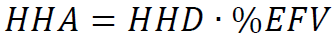 HHA = HHD · %EFV